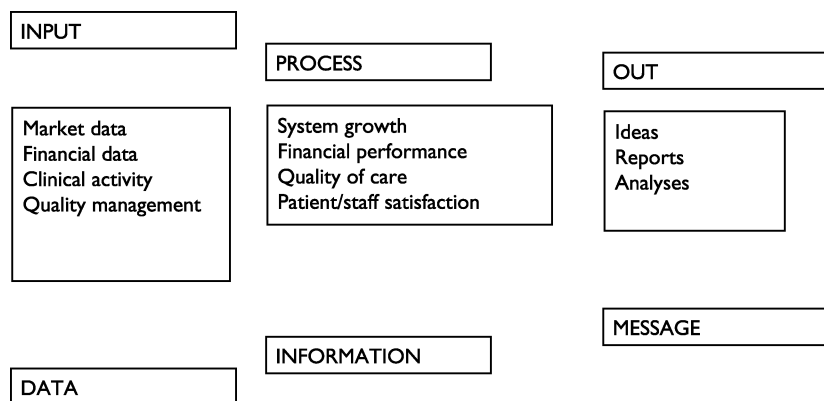 INPUT
PROCESS
OUT
Market data
Financial data
Clinical activity
Quality management
System growth
Financial performance
Quality of care
Patient/staff satisfaction
Ideas
Reports
Analyses
MESSAGE
INFORMATION
DATA